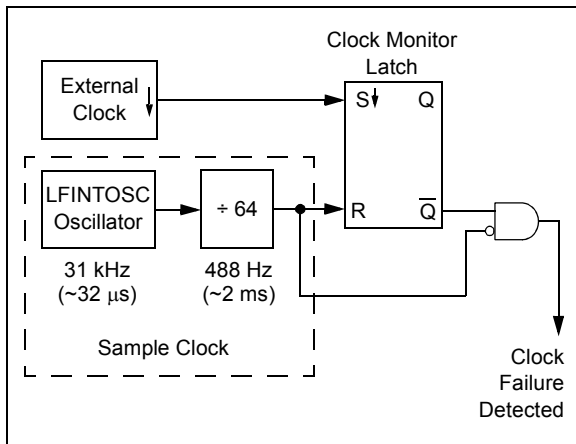 Clock Monitor
Latch
External
Clock
S
Q
LFINTOSC
Oscillator
÷ 64
R
Q
31 kHz
(~32 μs)
488 Hz
(~2 ms)
Sample Clock
Clock
Failure
Detected